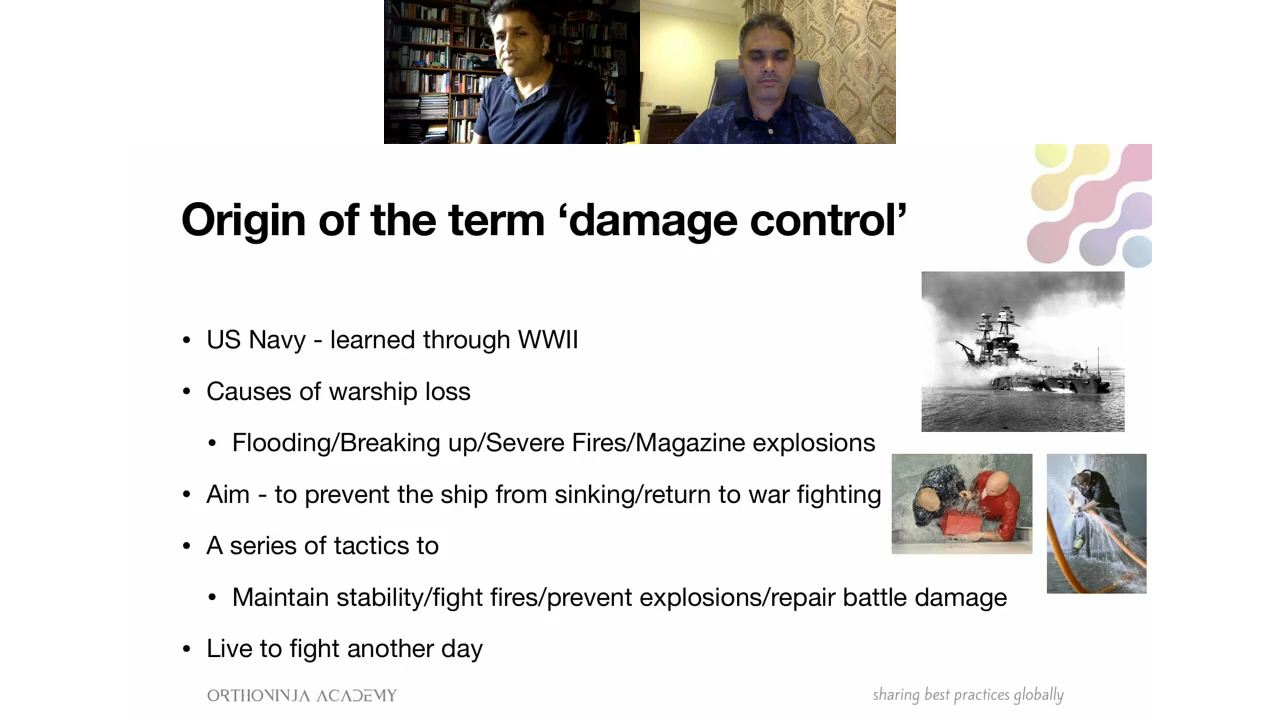 Origin of the term ‘damage control’
• US Navy - learned through WWII
• Causes of warship loss
• Flooding/Breaking up/Severe Fires/Magazine explosions
• Aim - to prevent the ship from sinking/return to war fighting
• A series of tactics to
• Maintain stability/fight fires/prevent explosions/repair battle damage
• Live to fight another day
ORTHONINJA ACADEMY
sharing best practices globally